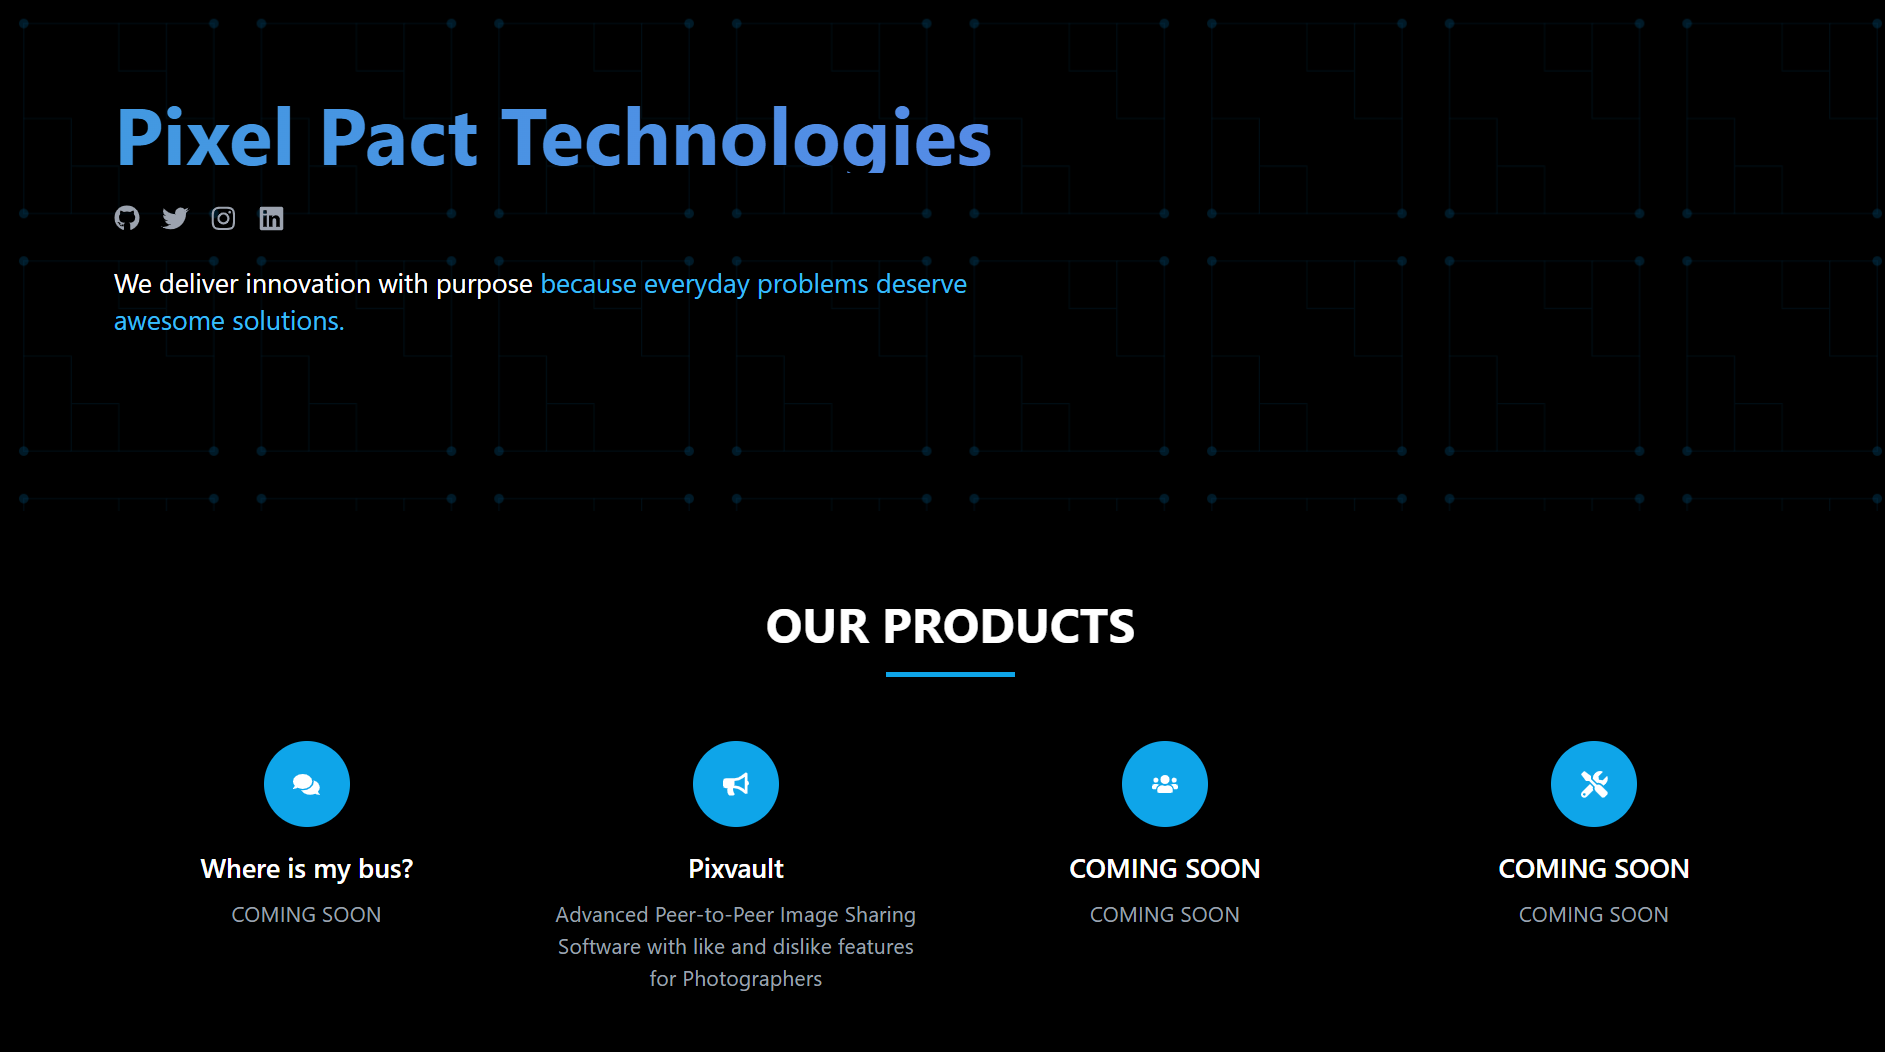 Pixel Pact Technologies
We deliver innovation with purpose because everyday problems deserve
awesome solutions.
OUR PRODUCTS
Where is my bus?
COMING SOON
Pixvault
Advanced Peer-to-Peer Image Sharing
Software with like and dislike features
for Photographers
COMING SOON
COMING SOON
COMING SOON
COMING SOON